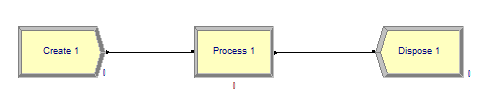 Create 1
Process 1
Dispose 1